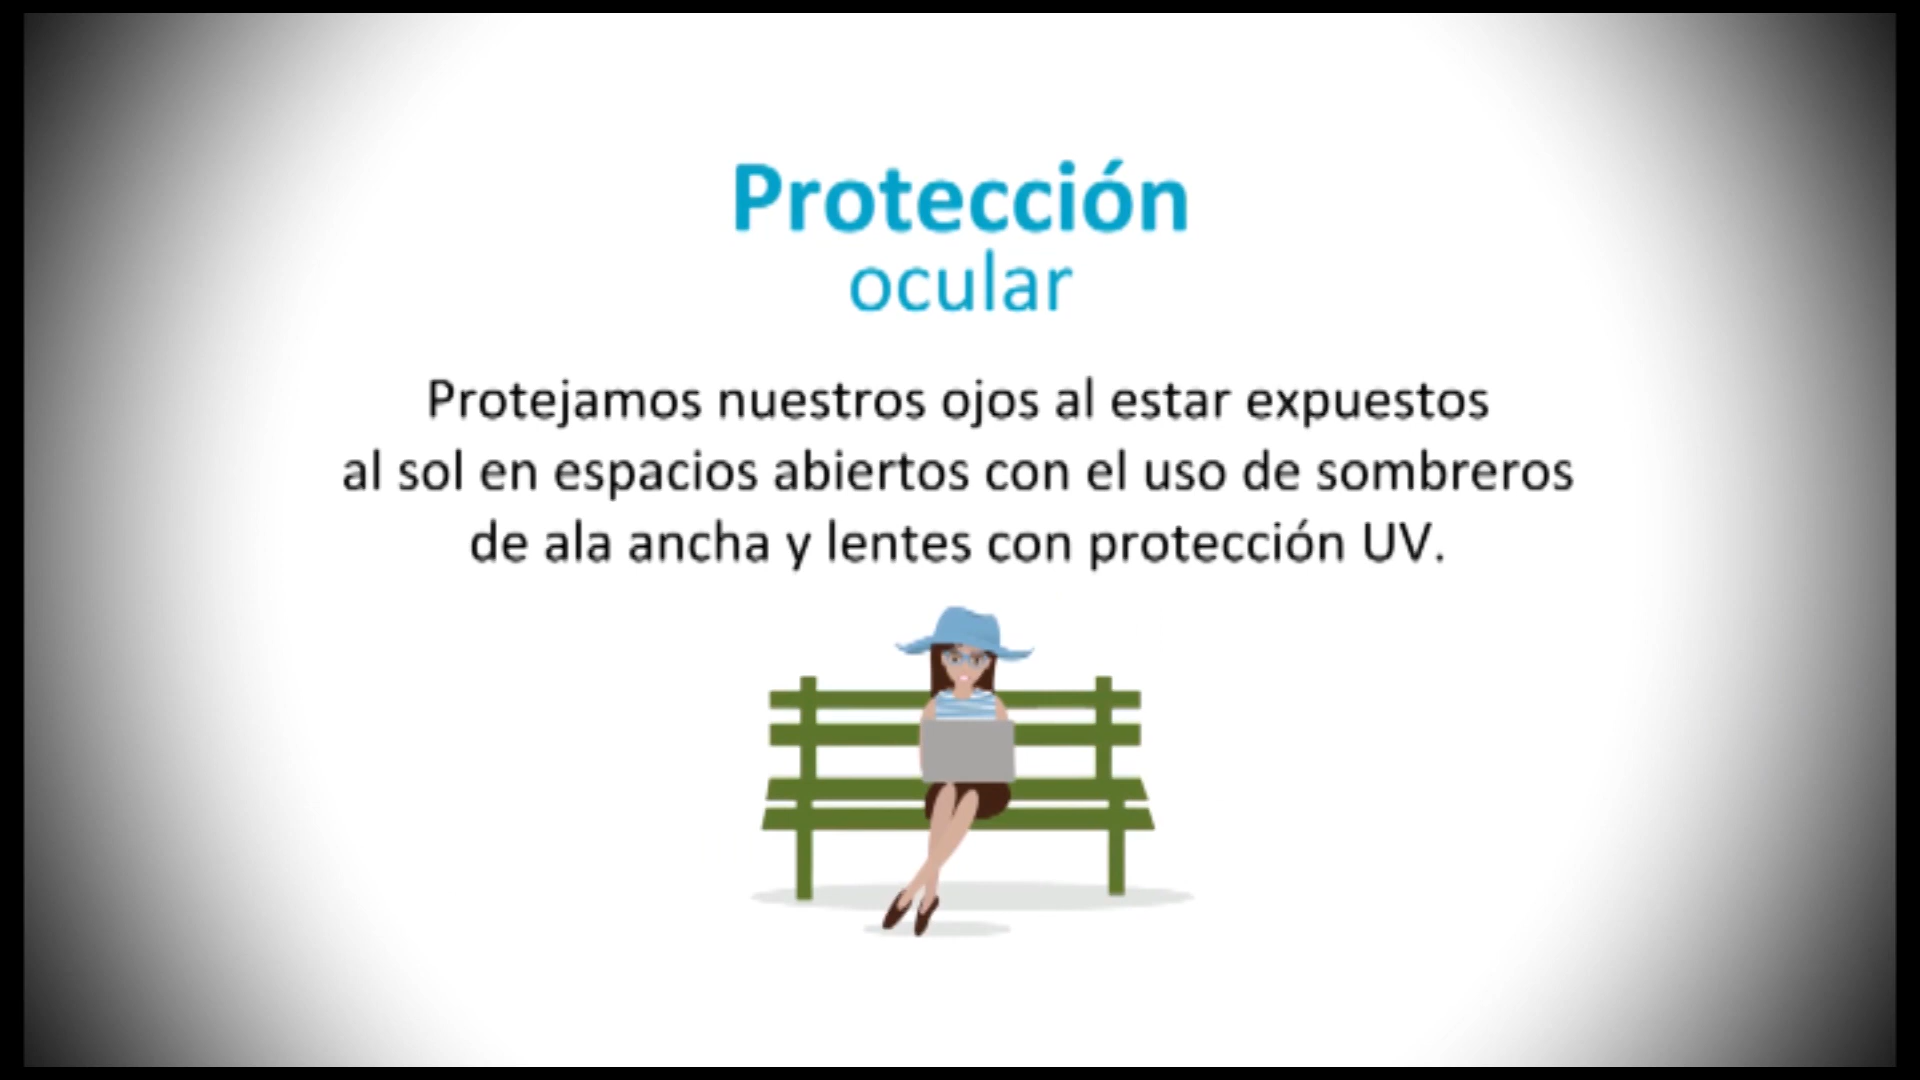 Protección
ocular
Protejamos nuestros ojos al estar expuestos
al sol en espacios abiertos con el uso de sombreros
de ala ancha y lentes con protección UV.